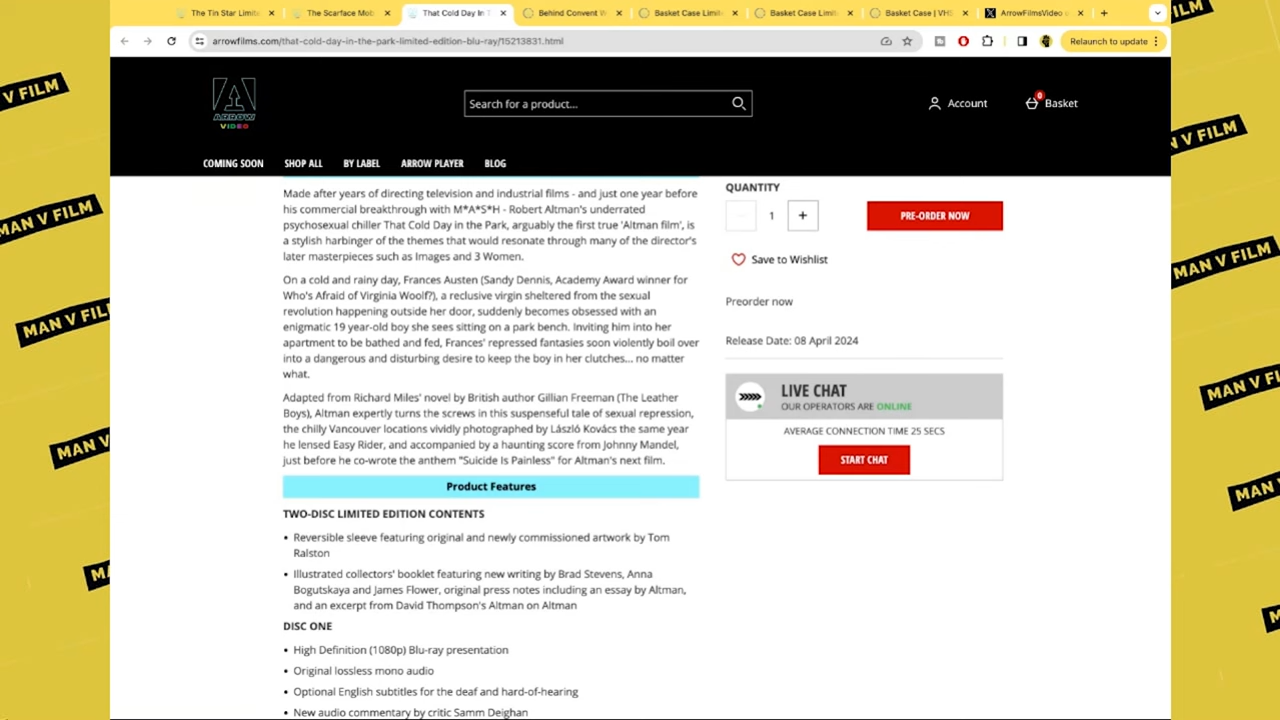 The Tin Star Limit
The Scarface Mob
That Cold Day In T
Behind Convent W
Basket Case Limit
Basket Case Limit
Basket Case | VHS
ArrowFilmsVideo
arrowfilms.com/that-cold-day-in-the-park-limited-edition-blu-ray/15213831.html
Relaunch to update
ARROW
VIDEO
Search for a product...
Account
0
Basket
COMING SOON
SHOP ALL
BY LABEL
ARROW PLAYER
BLOG
Made after years of directing television and industrial films - and just one year before
his commercial breakthrough with M*A*S*H - Robert Altman's underrated
psychosexual chiller That Cold Day in the Park, arguably the first true 'Altman film', is
a stylish harbinger of the themes that would resonate through many of the director's
later masterpieces such as Images and 3 Women.
On a cold and rainy day, Frances Austen (Sandy Dennis, Academy Award winner for
Who's Afraid of Virginia Woolf?), a reclusive virgin sheltered from the sexual
revolution happening outside her door, suddenly becomes obsessed with an
enigmatic 19 year-old boy she sees sitting on a park bench. Inviting him into her
apartment to be bathed and fed, Frances' repressed fantasies soon violently boil over
into a dangerous and disturbing desire to keep the boy in her clutches... no matter
what.
Adapted from Richard Miles' novel by British author Gillian Freeman (The Leather
Boys), Altman expertly turns the screws in this suspenseful tale of sexual repression,
the chilly Vancouver locations vividly photographed by László Kovács the same year
he lensed Easy Rider, and accompanied by a haunting score from Johnny Mandel,
just before he co-wrote the anthem "Suicide Is Painless" for Altman's next film.
Product Features
TWO-DISC LIMITED EDITION CONTENTS
• Reversible sleeve featuring original and newly commissioned artwork by Tom
Ralston
• Illustrated collectors' booklet featuring new writing by Brad Stevens, Anna
Bogutskaya and James Flower, original press notes including an essay by Altman,
and an excerpt from David Thompson's Altman on Altman
DISC ONE
• High Definition (1080p) Blu-ray presentation
• Original lossless mono audio
• Optional English subtitles for the deaf and hard-of-hearing
• New audio commentary by critic Samm Deighan
QUANTITY
1
+
PRE-ORDER NOW
Save to Wishlist
Preorder now
Release Date: 08 April 2024
LIVE CHAT
OUR OPERATORS ARE ONLINE
AVERAGE CONNECTION TIME 25 SECS
START CHAT
V FILM
MAN V FILM
MAN V FIL
MAN V
MA
ILM
V FILM
MAN V FILM
MAN V FI
MAN V
M